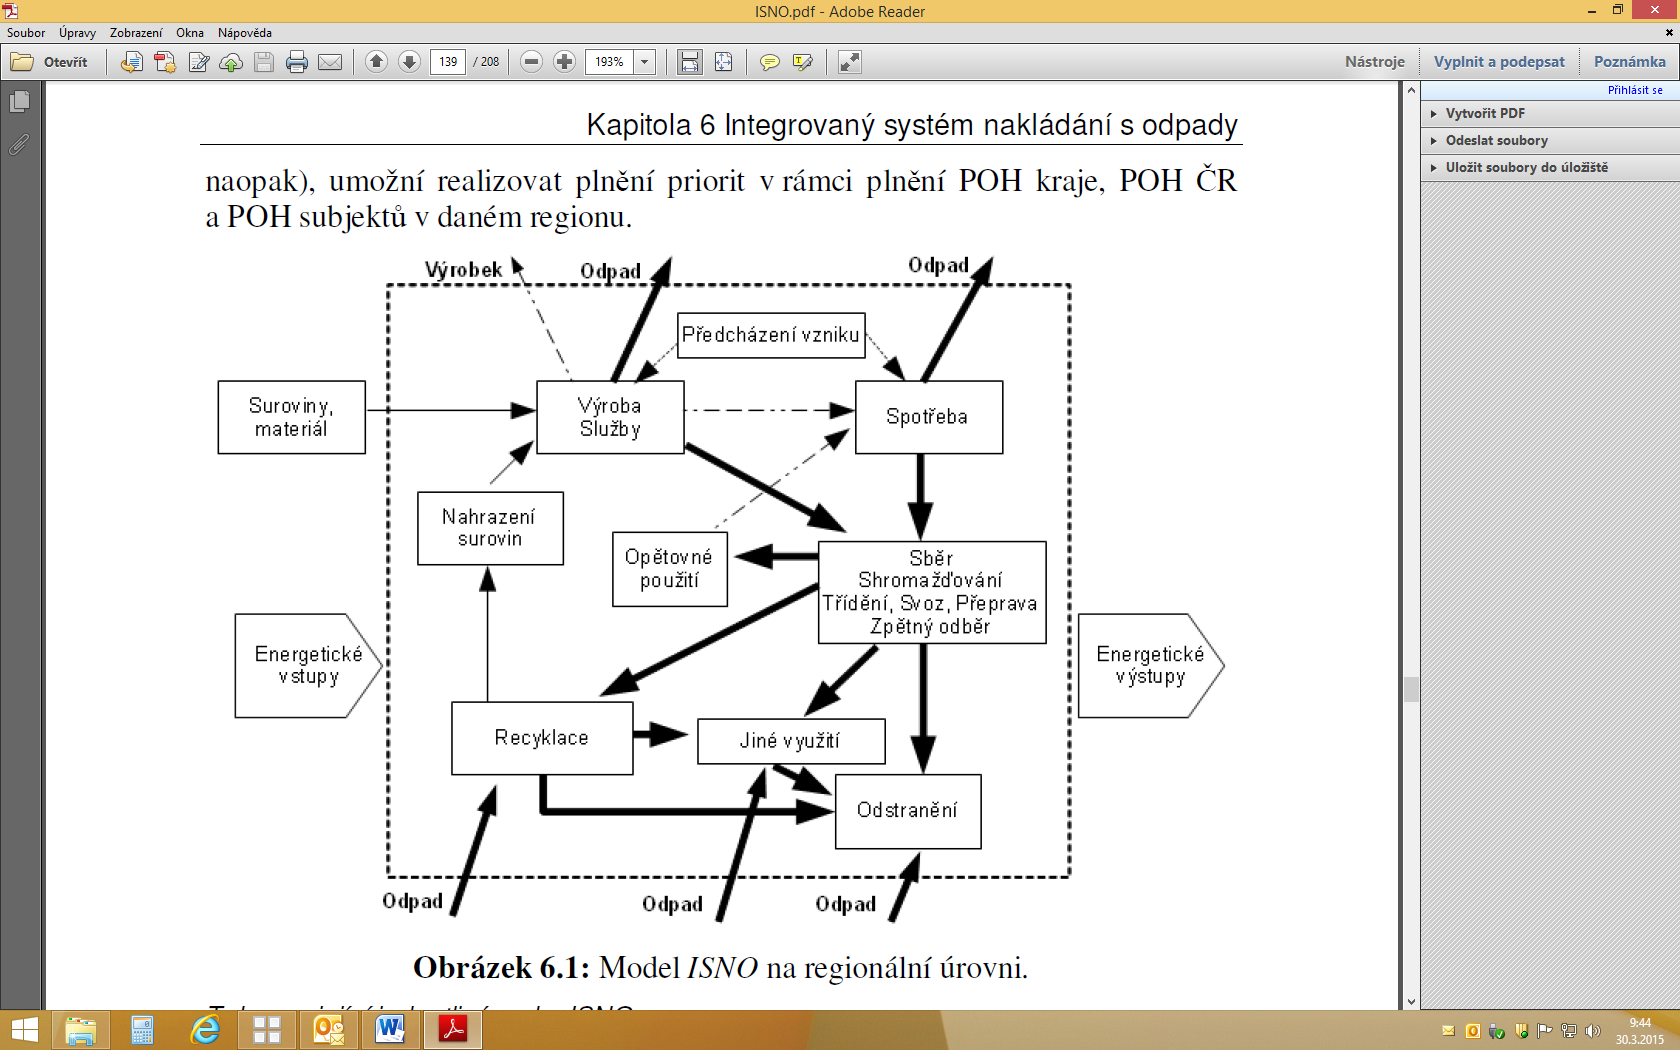 ISNO.pdf - Adobe Reader
Soubor Úpravy Zobrazení Okna Nápověda
Otevřít
139 / 208
193%
Nástroje
Vyplnit a podepsat
Poznámka
Přihlásit se
Vytvořit PDF
Odeslat soubory
Uložit soubory do úložiště
Kapitola 6 Integrovaný systém nakládání s odpady
naopak), umožní realizovat plnění priorit v rámci plnění POH kraje, POH ČR
a POH subjektů v daném regionu.
Výrobek
Odpad
Odpad
Předcházení vzniku
Suroviny,
materiál
Výroba
Služby
Spotřeba
Nahrazení
surovin
Opětovné
použití
Sběr
Shromažďování
Třídění, Svoz, Přeprava
Zpětný odběr
Energetické
vstupy
Energetické
výstupy
Recyklace
Jiné využití
Odstranění
Odpad
Odpad
Odpad
Obrázek 6.1: Model ISNO na regionální úrovni.
9:44
30.3.2015